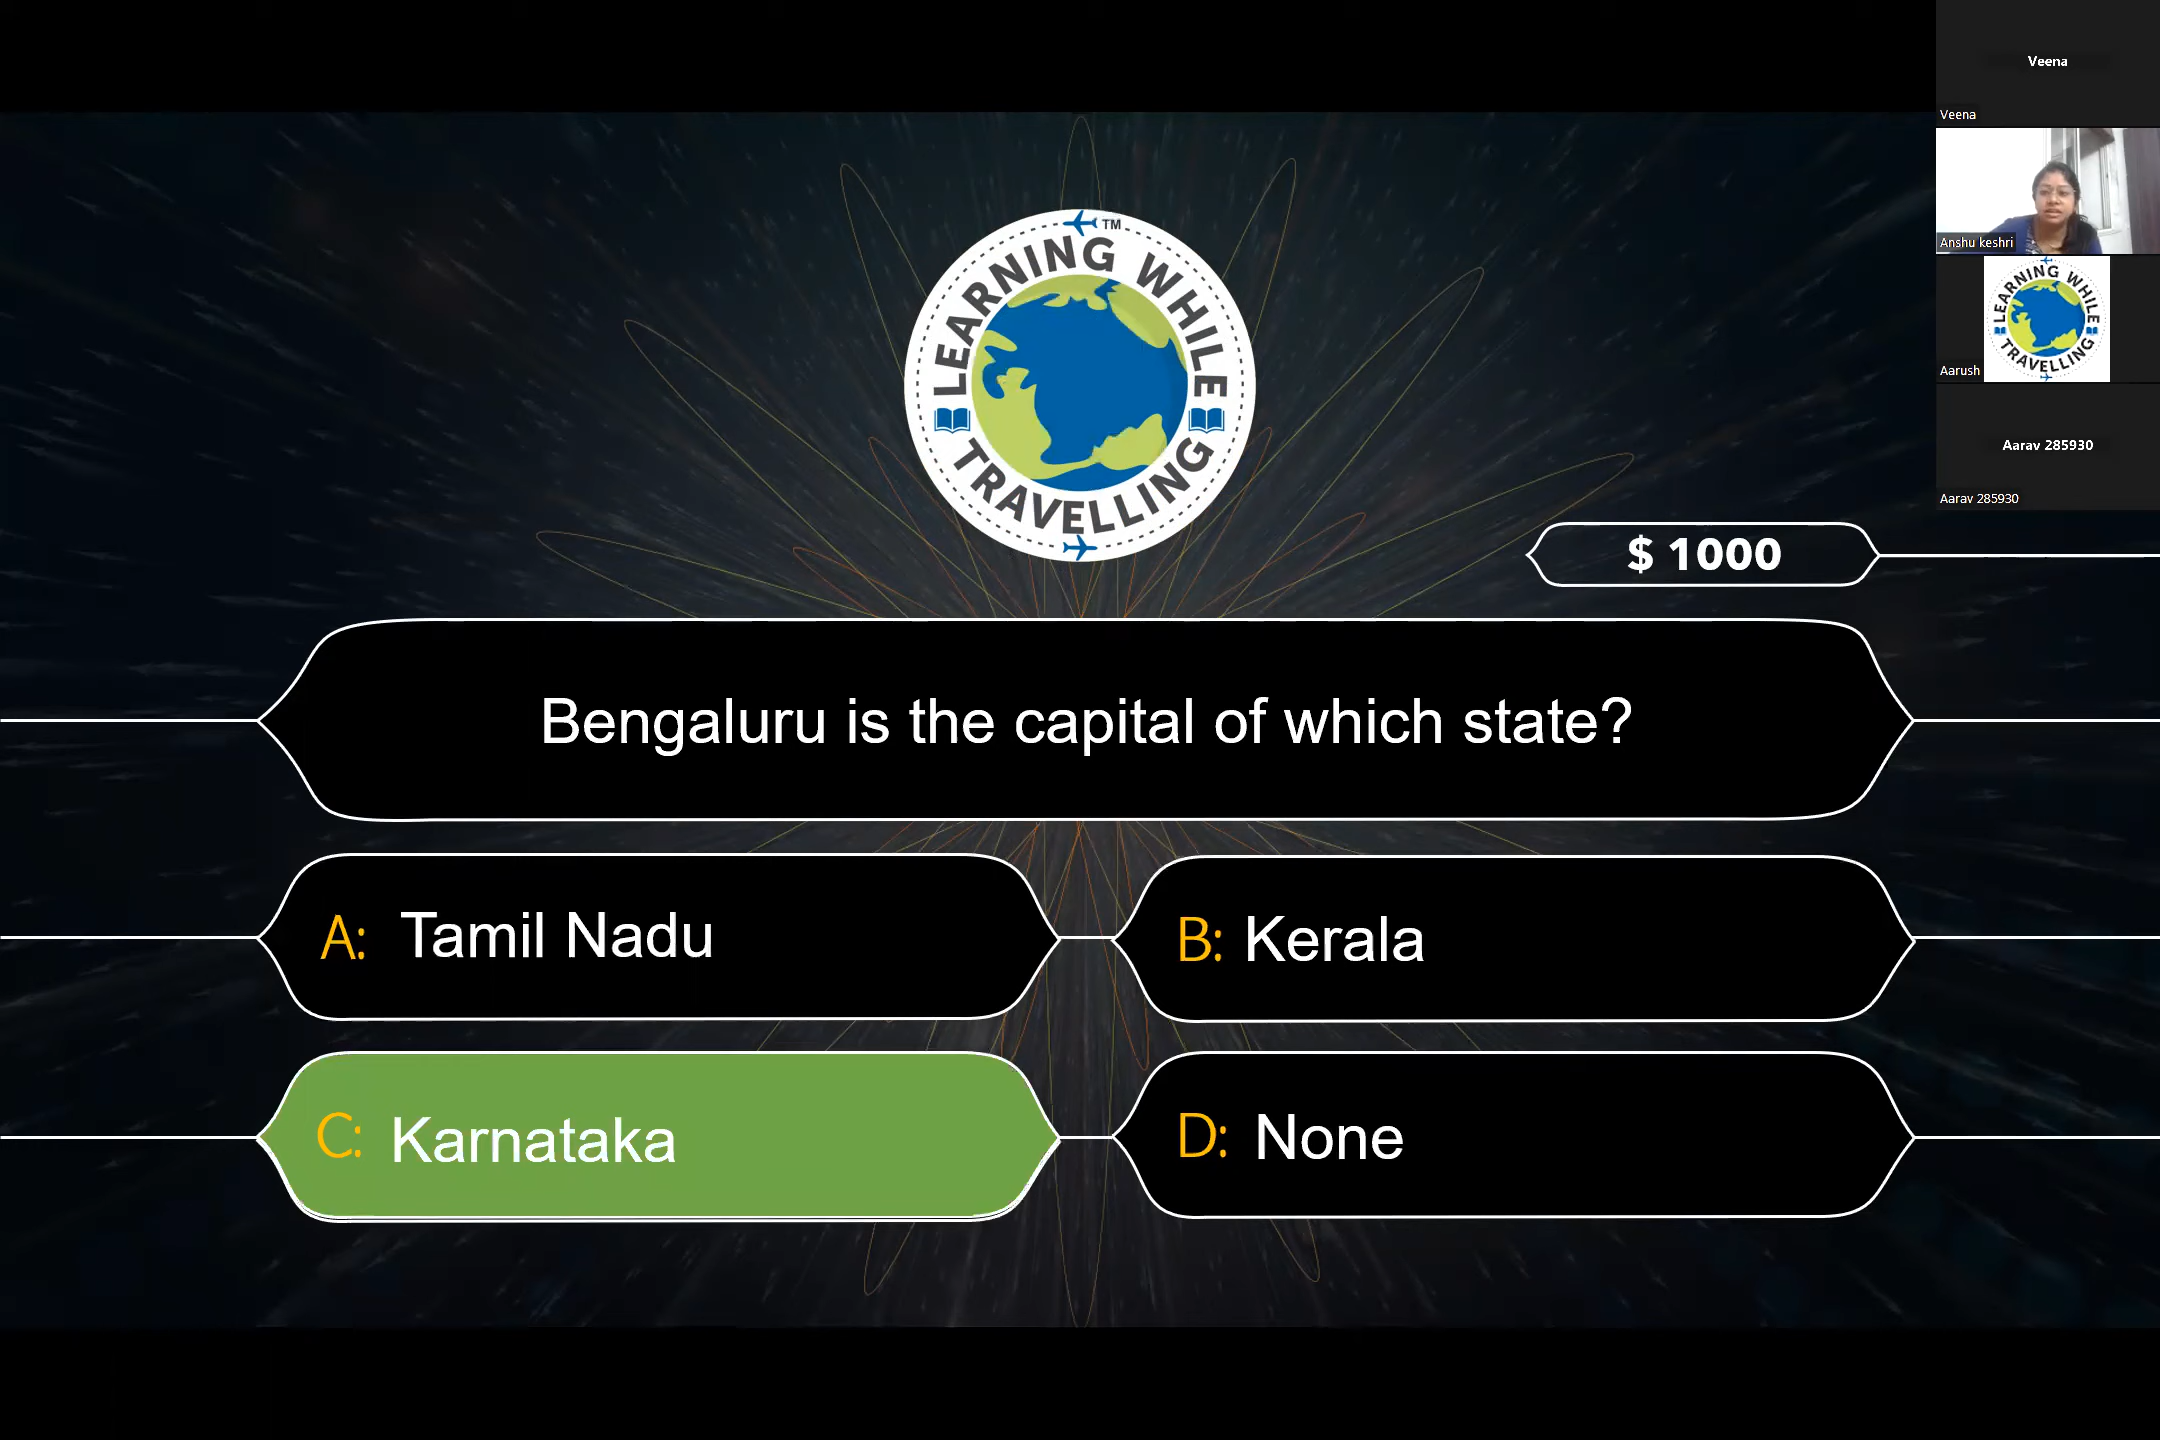 Veena
Veena
Anshu keshri
LEARNING WHILE
TRAVELLING
Aarush
Aarav 285930
Aarav 285930
TM
LEARNING WHILE
TRAVELLING
$ 1000
Bengaluru is the capital of which state?
A: Tamil Nadu
B: Kerala
C: Karnataka
D: None